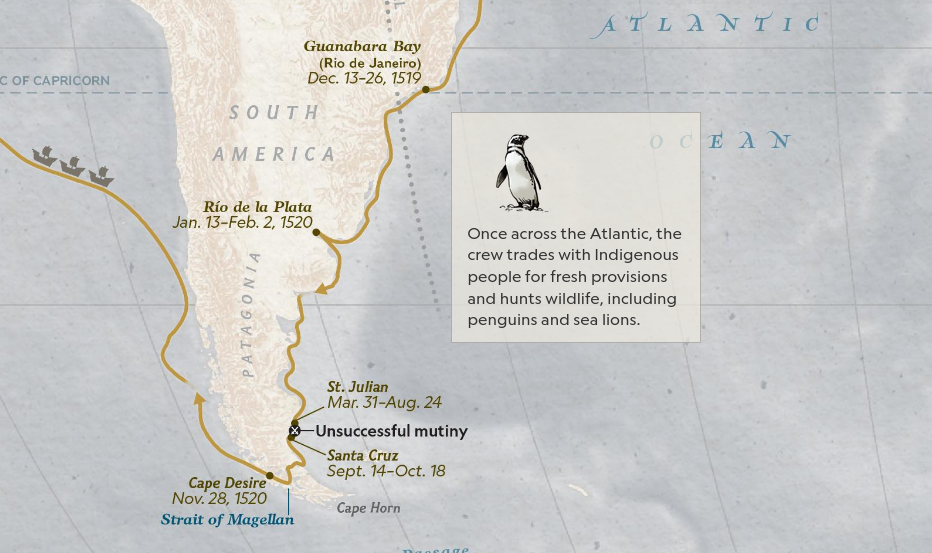 ATLANTIC
Guanabara Bay
(Rio de Janeiro)
Dec. 13–26, 1519
C OF CAPRICORN
SOUTH
AMERICA
OCEAN
Río de la Plata
Jan. 13–Feb. 2, 1520
Once across the Atlantic, the
crew trades with Indigenous
people for fresh provisions
and hunts wildlife, including
penguins and sea lions.
PATAGONIA
St. Julian
Mar. 31–Aug. 24
Unsuccessful mutiny
Santa Cruz
Sept. 14–Oct. 18
Cape Desire
Nov. 28, 1520
Strait of Magellan
Cape Horn
Passage